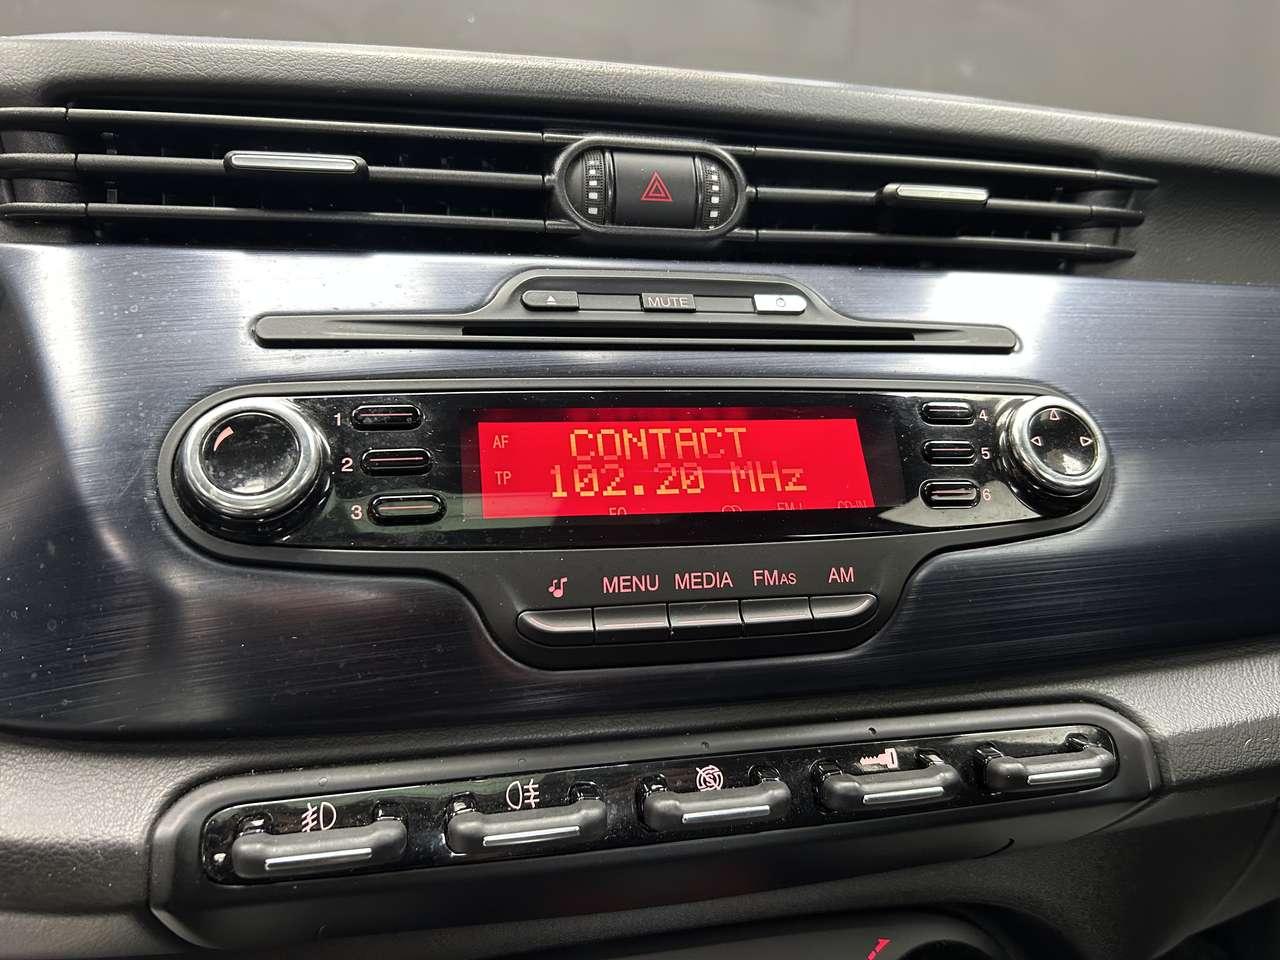 MUTE
1
4
AF
CONTACT
2
5
TP
102.20 MHz
3
6
MENU
MEDIA
FMAS
AM
S